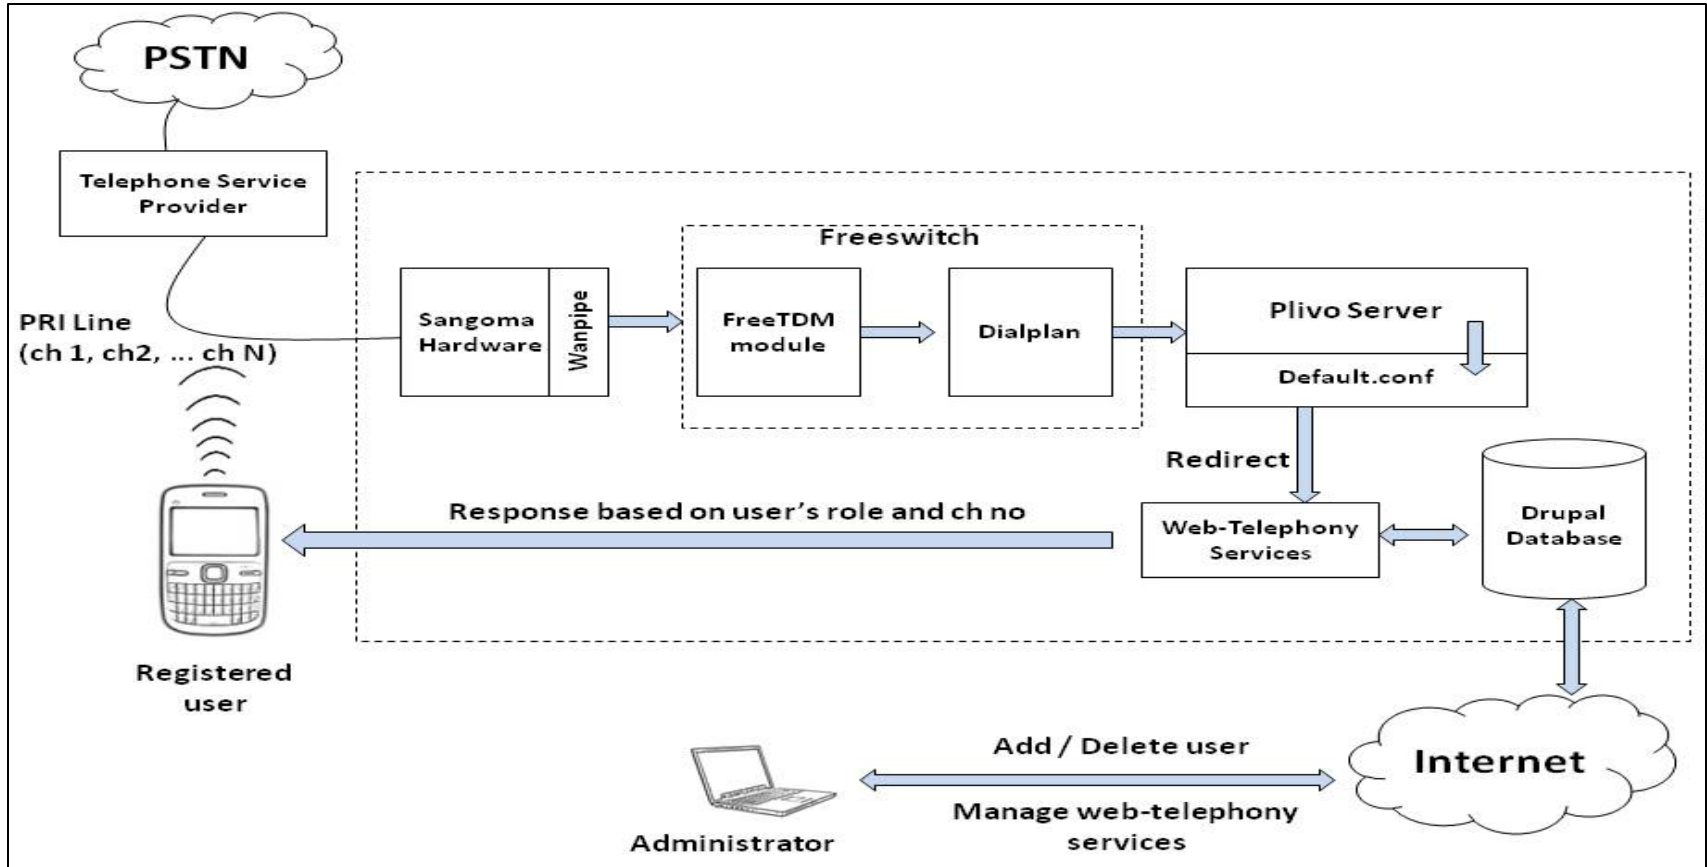 PSTN
Telephone Service
Provider
PRI Line
(ch 1, ch2, ... ch N)
Freeswitch
Sangoma
Hardware
Wanpipe
FreeTDM
module
Dialplan
Plivo Server
Default.conf
Redirect
Response based on user's role and ch no
Web-Telephony
Services
Drupal
Database
Registered
user
Add / Delete user
Internet
Manage web-telephony
services
Administrator